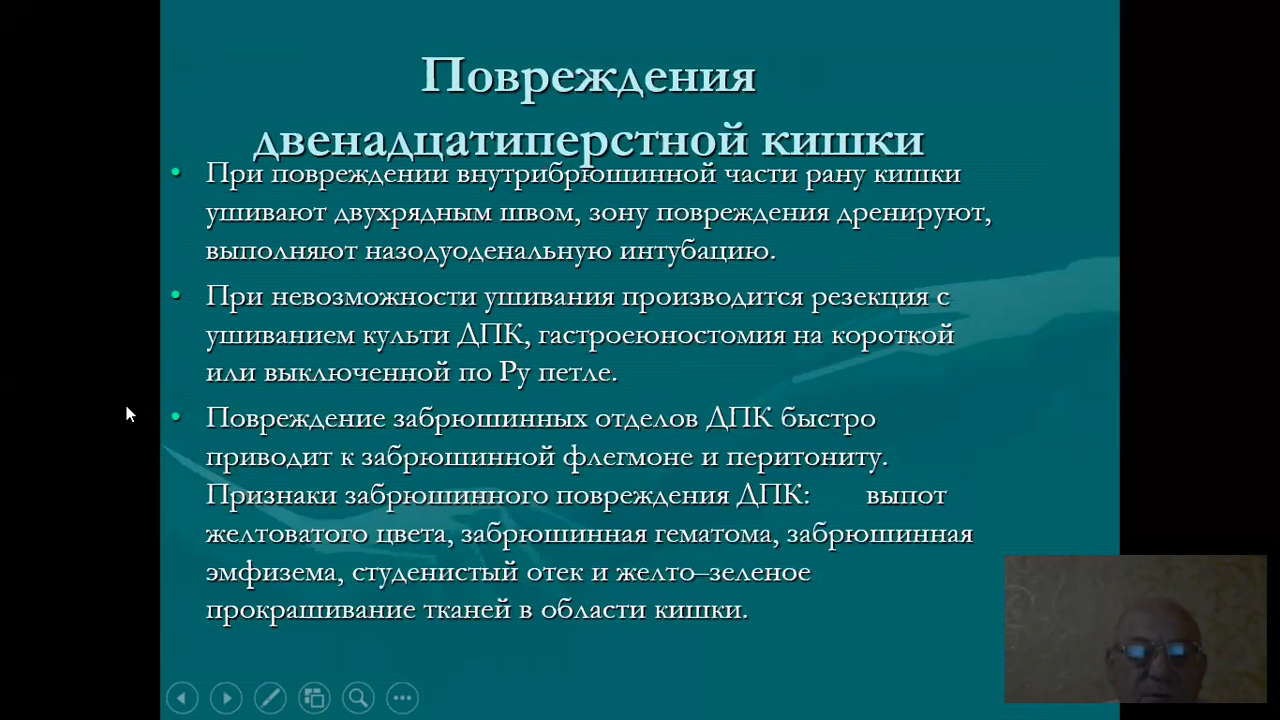 Повреждения
двенадцатиперстной кишки
• При повреждении внутрибрюшинной части рану кишки
ушивают двухрядным швом, зону повреждения дренируют,
выполняют назодуоденальную интубацию.
• При невозможности ушивания производится резекция с
ушиванием культи ДПК, гастроеюностомия на короткой
или выключенной по Ру петле.
• Повреждение забрюшинных отделов ДПК быстро
приводит к забрюшинной флегмоне и перитониту.
Признаки забрюшинного повреждения ДПК: выпот
желтоватого цвета, забрюшинная гематома, забрюшинная
эмфизема, студенистый отек и желто–зеленое
прокрашивание тканей в области кишки.